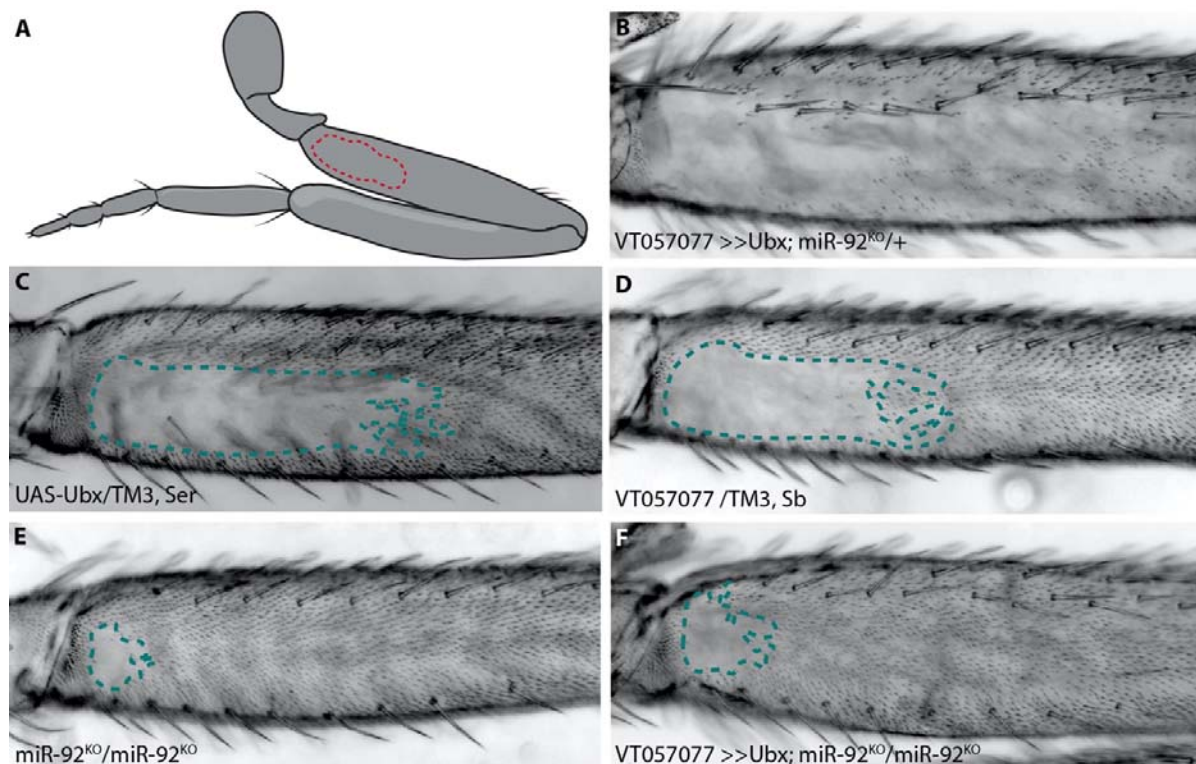 A
B
VT057077 >>Ubx; miR-92ᴷᴼ/+
C
UAS-Ubx/TM3, Ser
D
VT057077 /TM3, Sb
E
miR-92ᴷᴼ/miR-92ᴷᴼ
F
VT057077 >>Ubx; miR-92ᴷᴼ/miR-92ᴷᴼ